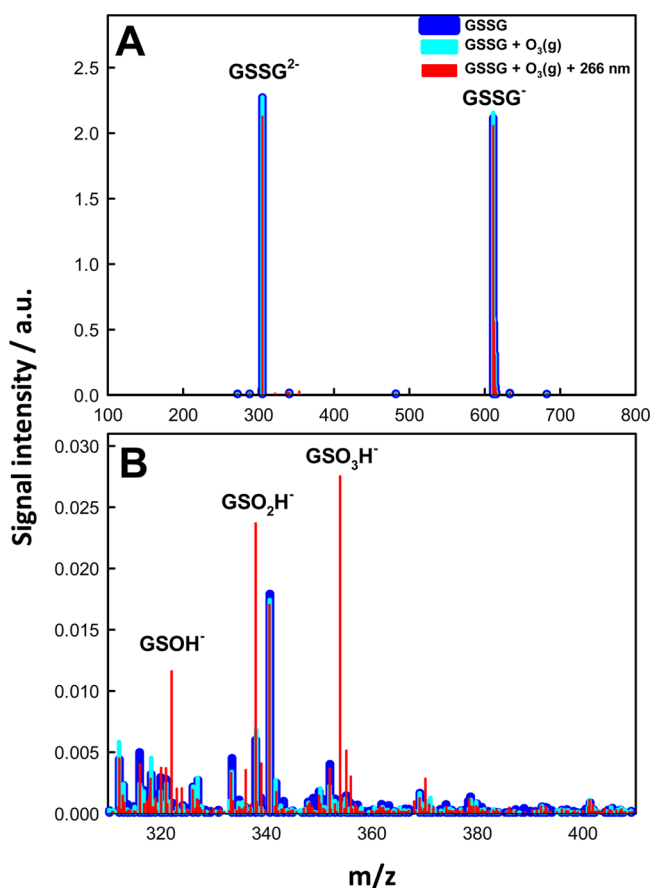 A
GSSG
GSSG + O₃(g)
GSSG + O₃(g) + 266 nm
GSSG²⁻
GSSG⁻
2.5
2.0
1.5
1.0
0.5
0.0
100 200 300 400 500 600 700 800
Signal intensity / a.u.
B
0.030
GSO₃H⁻
GSO₂H⁻
GSOH⁻
0.025
0.020
0.015
0.010
0.005
0.000
320 340 360 380 400
m/z